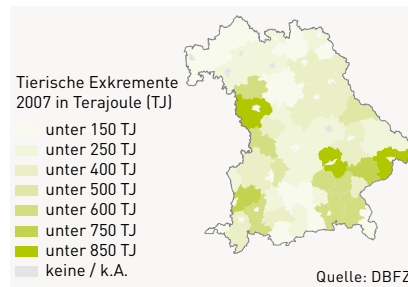 Tierische Exkremente
2007 in Terajoule (TJ)
unter 150 TJ
unter 250 TJ
unter 400 TJ
unter 500 TJ
unter 600 TJ
unter 750 TJ
unter 850 TJ
keine / k.A.
Quelle: DBFZ